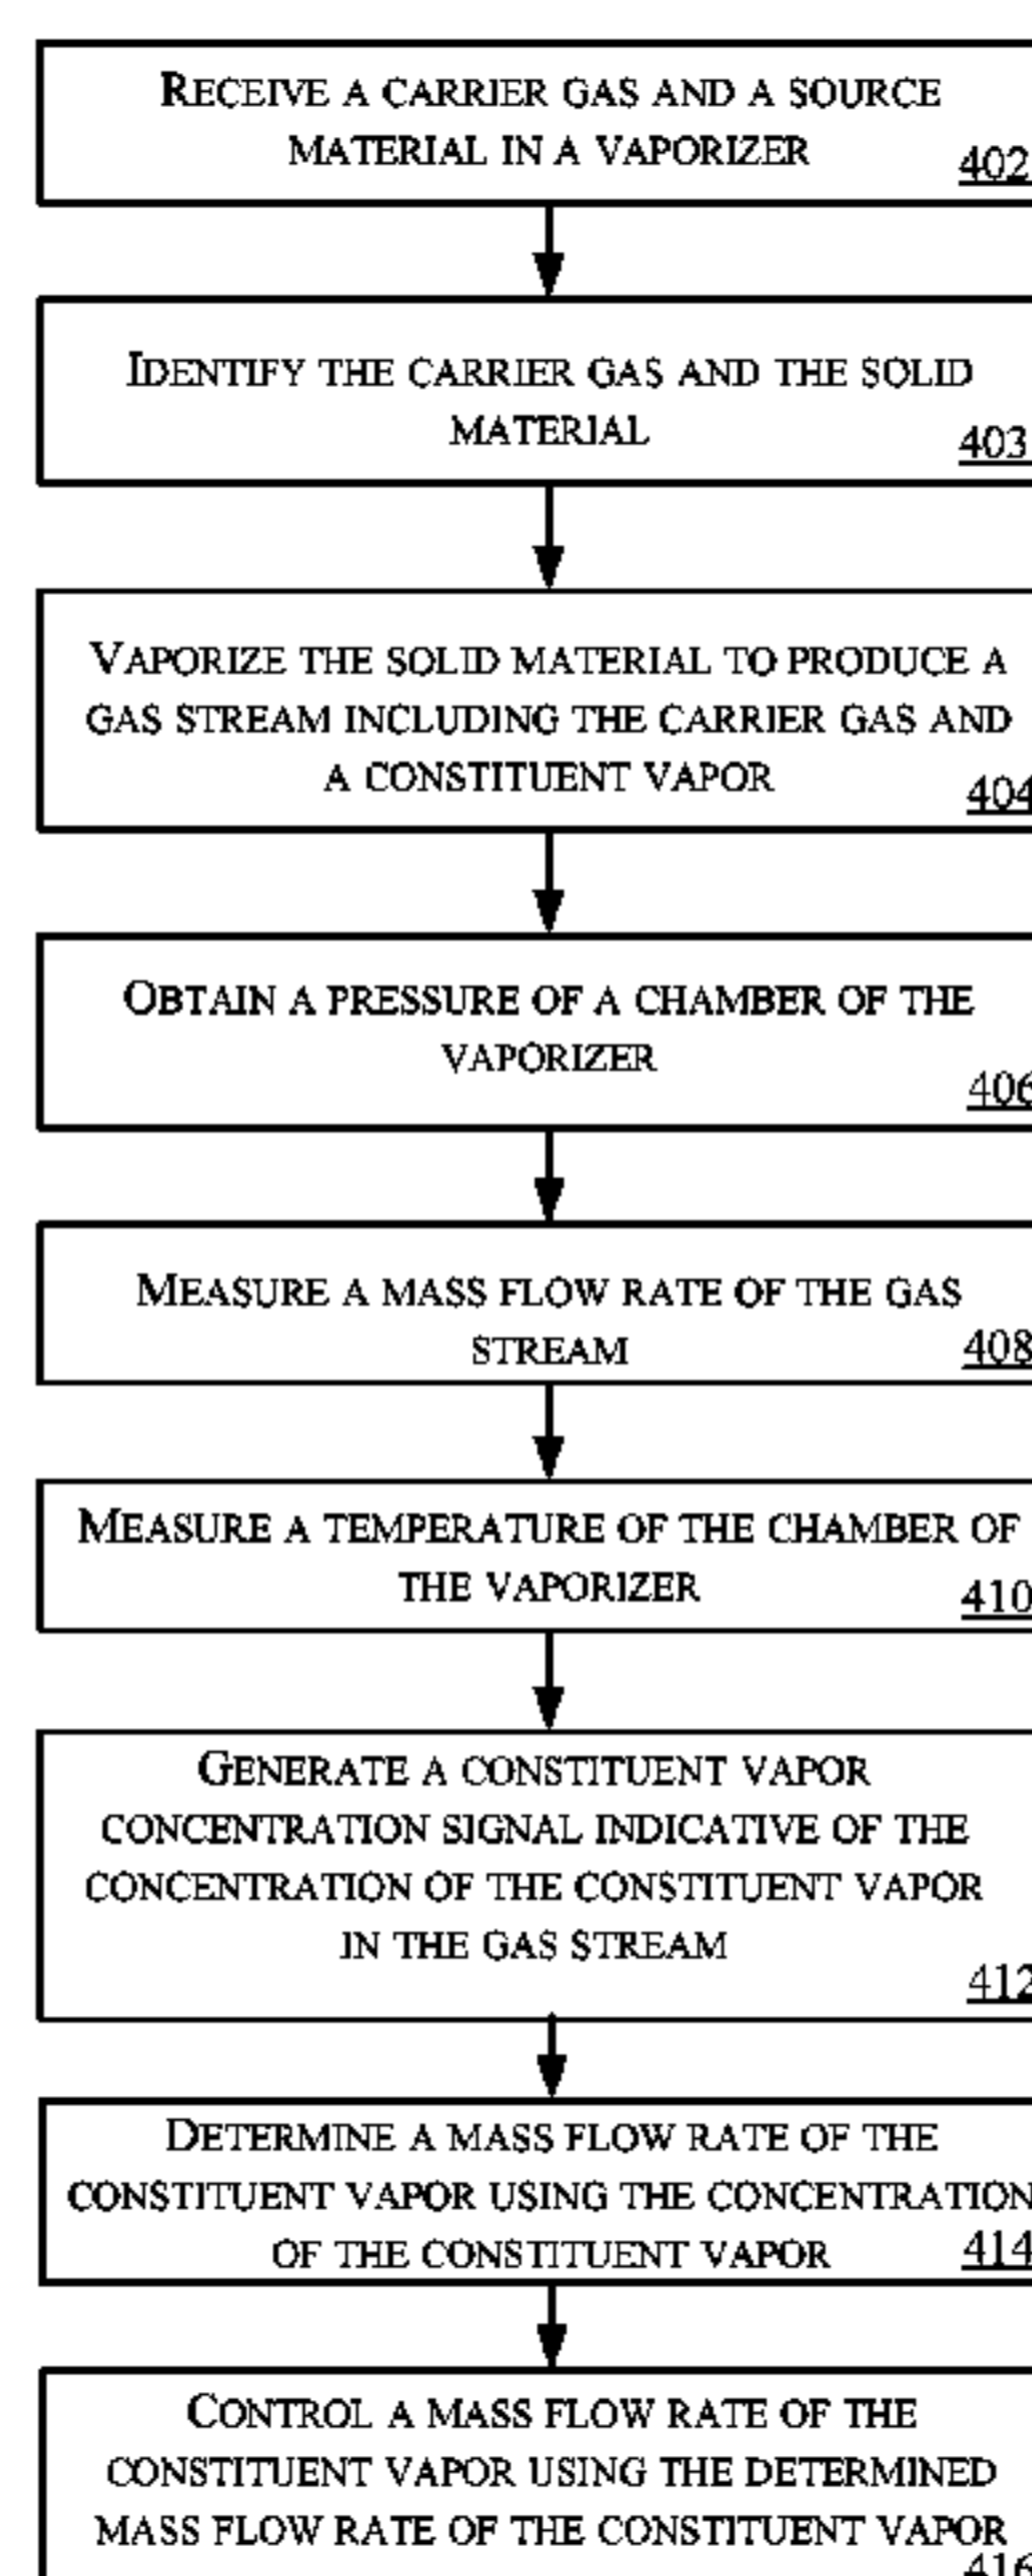 RECEIVE A CARRIER GAS AND A SOURCE
MATERIAL IN A VAPORIZER
402
IDENTIFY THE CARRIER GAS AND THE SOLID
MATERIAL
403
VAPORIZE THE SOLID MATERIAL TO PRODUCE A
GAS STREAM INCLUDING THE CARRIER GAS AND
A CONSTITUENT VAPOR
404
OBTAIN A PRESSURE OF A CHAMBER OF THE
VAPORIZER
406
MEASURE A MASS FLOW RATE OF THE GAS
STREAM
408
MEASURE A TEMPERATURE OF THE CHAMBER OF
THE VAPORIZER
410
GENERATE A CONSTITUENT VAPOR
CONCENTRATION SIGNAL INDICATIVE OF THE
CONCENTRATION OF THE CONSTITUENT VAPOR
IN THE GAS STREAM
412
DETERMINE A MASS FLOW RATE OF THE
CONSTITUENT VAPOR USING THE CONCENTRATION
OF THE CONSTITUENT VAPOR
414
CONTROL A MASS FLOW RATE OF THE
CONSTITUENT VAPOR USING THE DETERMINED
MASS FLOW RATE OF THE CONSTITUENT VAPOR
416